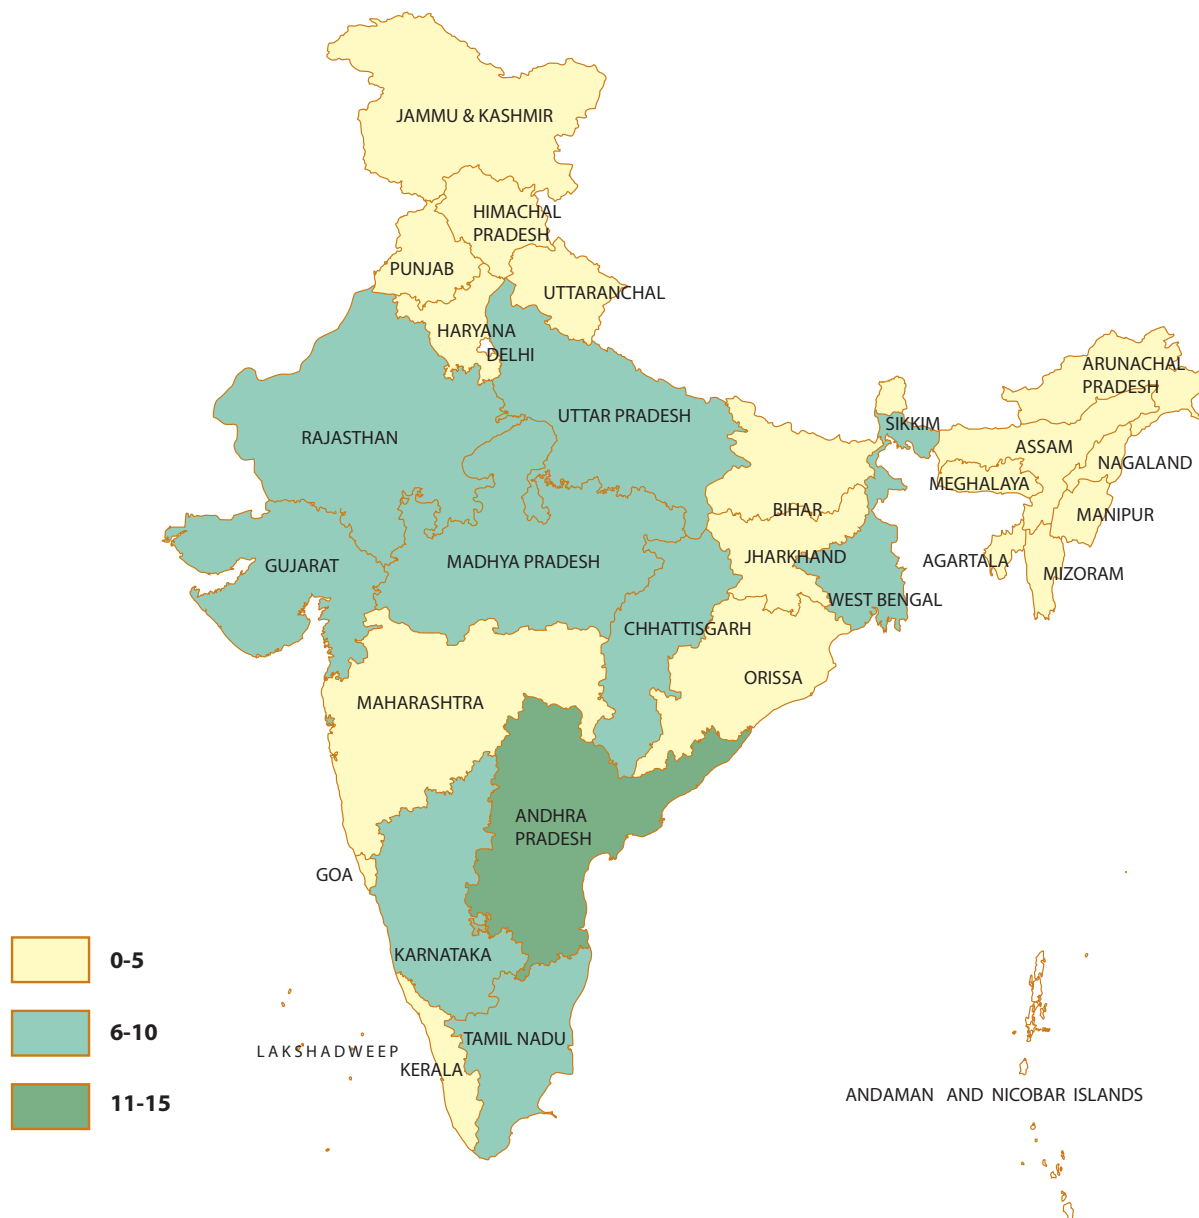 JAMMU & KASHMIR
HIMACHAL
PRADESH
PUNJAB
UTTARANCHAL
HARYANA
DELHI
ARUNACHAL
PRADESH
UTTAR PRADESH
SIKKIM
RAJASTHAN
ASSAM
NAGALAND
MEGHALAYA
BIHAR
MANIPUR
JHARKHAND
AGARTALA
MADHYA PRADESH
GUJARAT
MIZORAM
WEST BENGAL
CHHATTISGARH
ORISSA
MAHARASHTRA
ANDHRA
PRADESH
GOA
KARNATAKA
0-5
6-10
TAMIL NADU
LAKSHADWEEP
KERALA
ANDAMAN AND NICOBAR ISLANDS
11-15